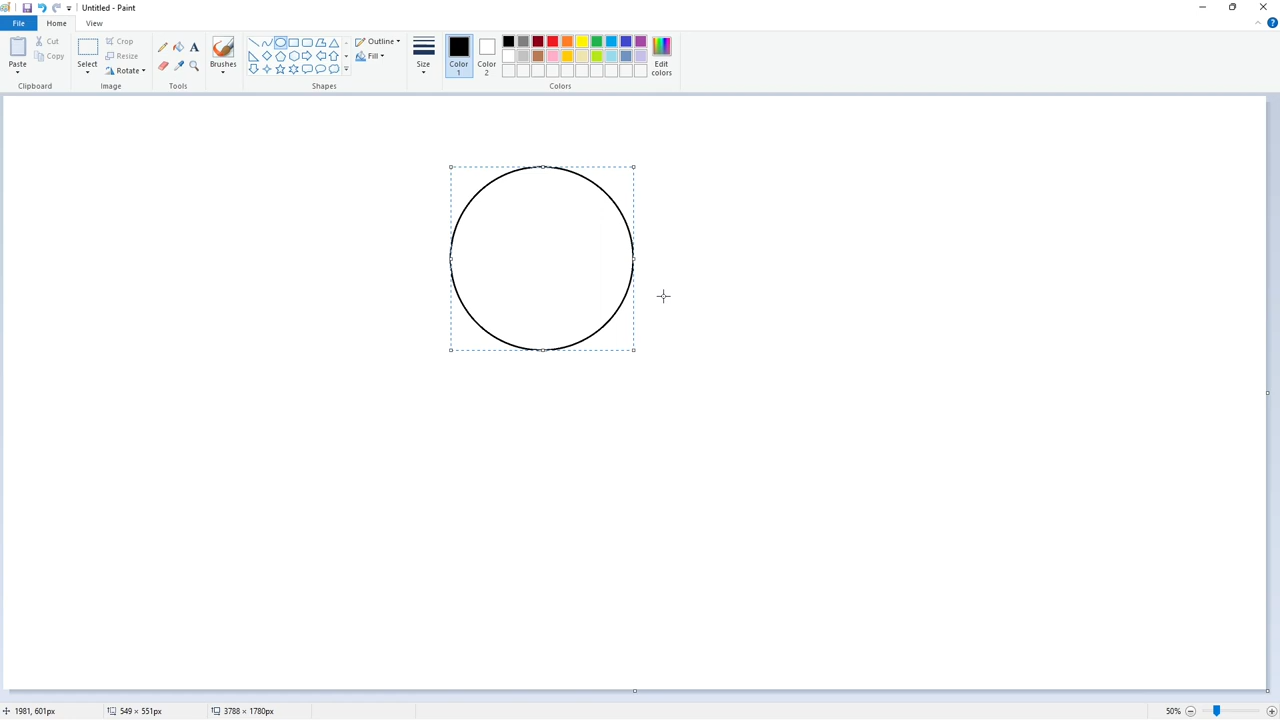 Untitled - Paint
File Home View
Paste
Cut
Copy
Clipboard
Select
Crop
Resize
Rotate
Image
A
Tools
Brushes
Outline
Fill
Shapes
Size
Color 1
Color 2
Edit colors
Colors
1981, 601px
549 × 551px
3788 × 1780px
50%